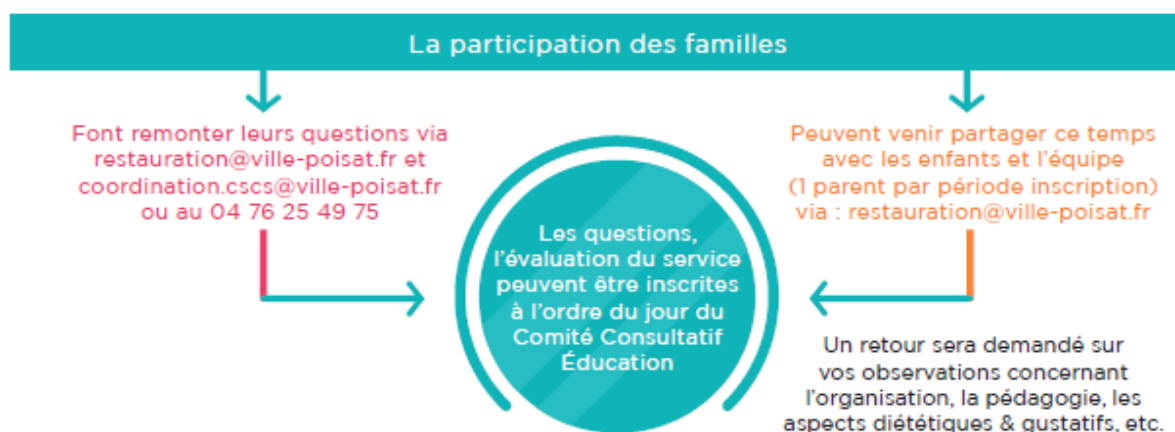 La participation des familles
Font remonter leurs questions via
restauration@ville-poisat.fr et
coordination.cscs@ville-poisat.fr
ou au 04 76 25 49 75
Peuvent venir partager ce temps
avec les enfants et l'équipe
(1 parent par période inscription)
via : restauration@ville-poisat.fr
Les questions,
l'évaluation du service
peuvent être inscrites
à l'ordre du jour du
Comité Consultatif
Éducation
Un retour sera demandé sur
vos observations concernant
l'organisation, la pédagogie, les
aspects diététiques & gustatifs, etc.